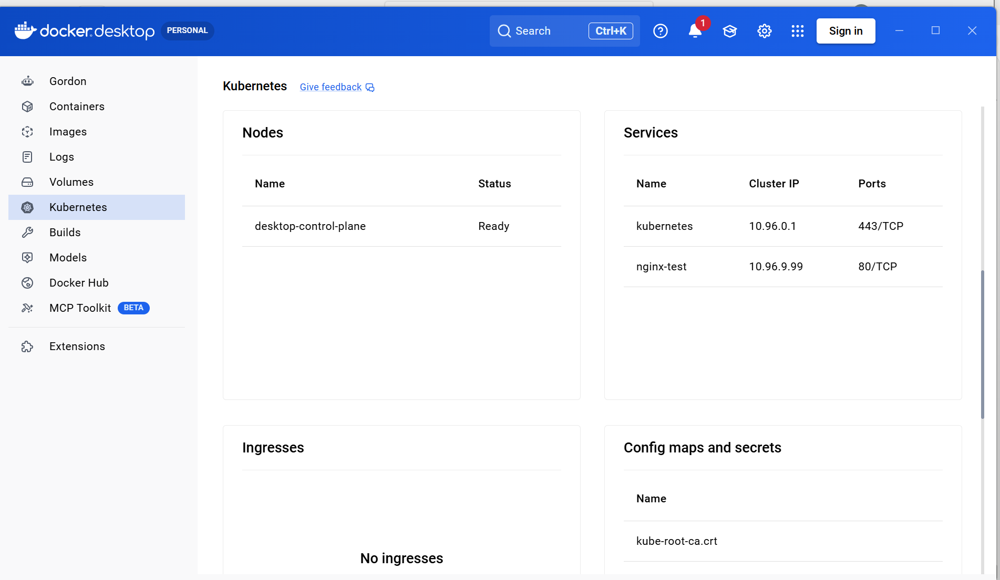 docker.desktop PERSONAL
Search Ctrl+K
1
Sign in
Gordon
Containers
Images
Logs
Volumes
Kubernetes
Builds
Models
Docker Hub
MCP Toolkit BETA
Extensions
Kubernetes Give feedback
Nodes
Name Status
desktop-control-plane Ready
Services
Name Cluster IP Ports
kubernetes 10.96.0.1 443/TCP
nginx-test 10.96.9.99 80/TCP
Ingresses
No ingresses
Config maps and secrets
Name
kube-root-ca.crt